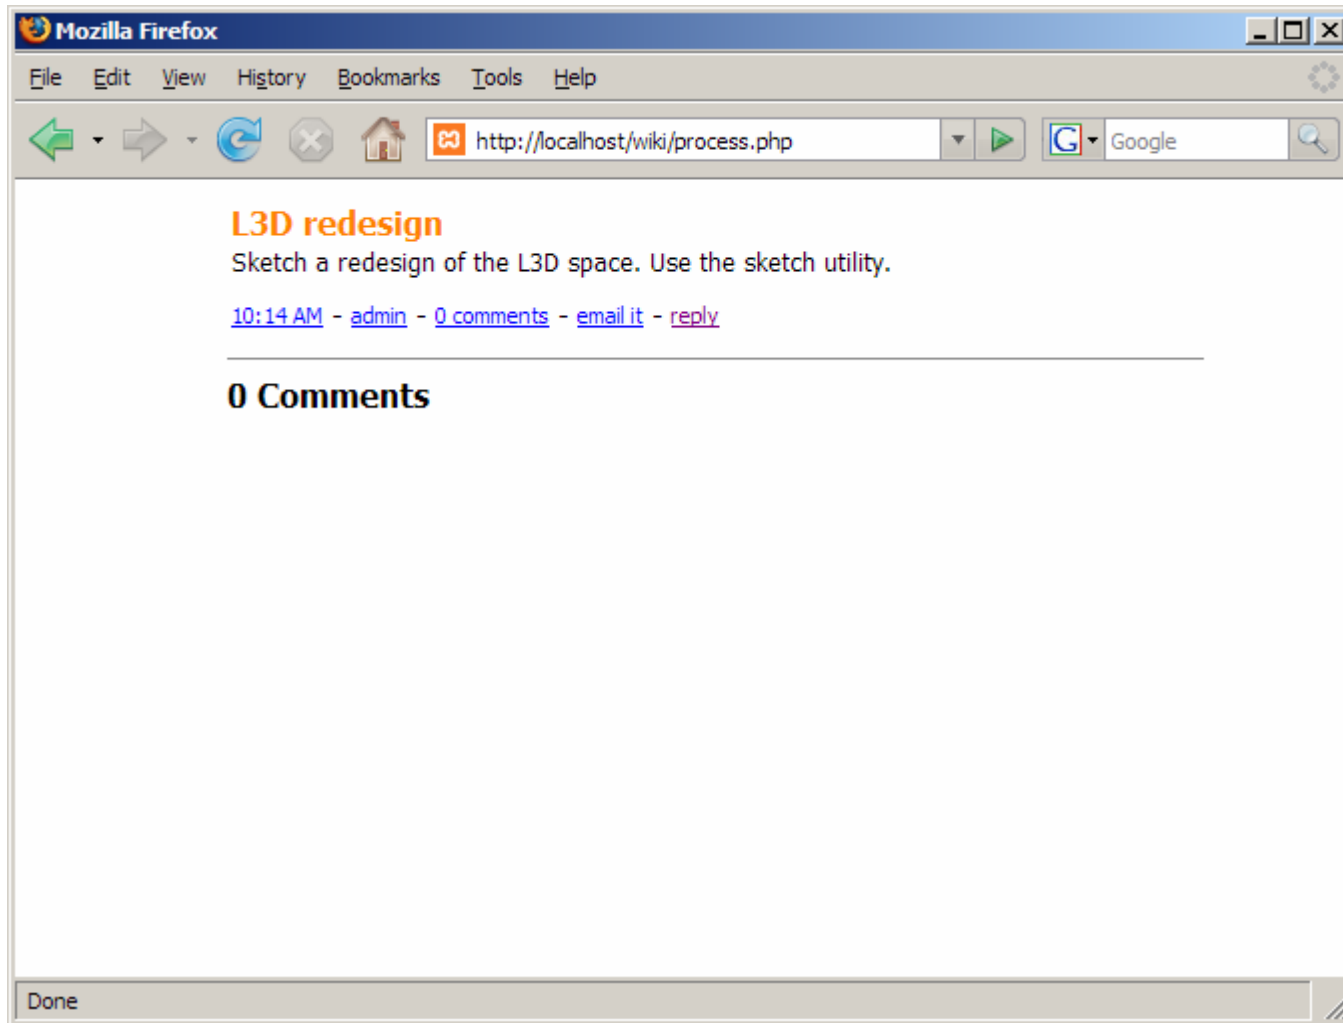 Mozilla Firefox
File Edit View History Bookmarks Tools Help
http://localhost/wiki/process.php G Google
L3D redesign
Sketch a redesign of the L3D space. Use the sketch utility.
10:14 AM - admin - 0 comments - email it - reply
0 Comments
Done